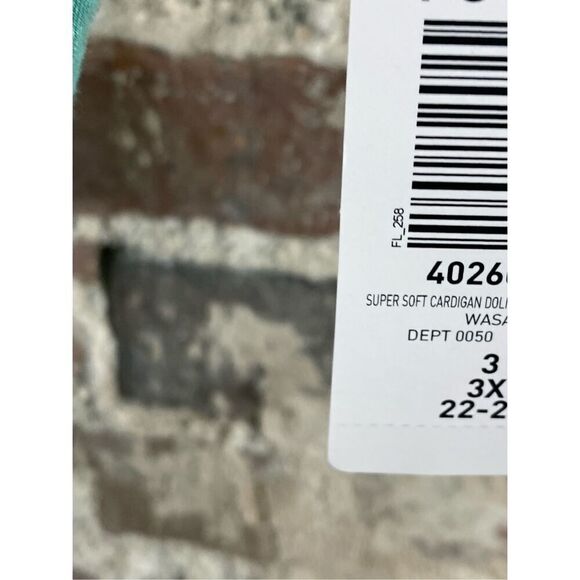 FL_258
4026
SUPER SOFT CARDIGAN DOL
WASA
DEPT 0050
3
3X
22-2